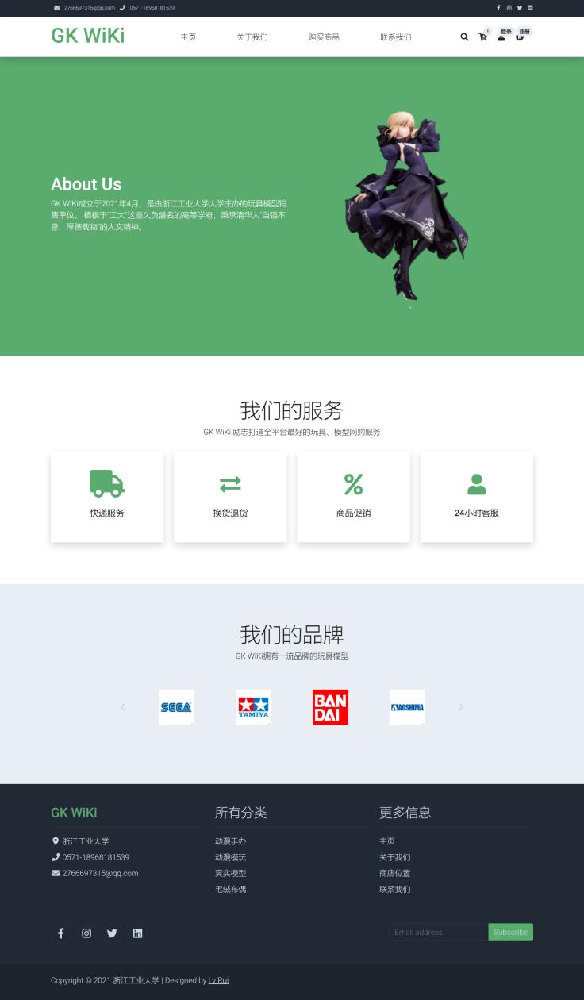 2766697315@qq.com 0571-18968181539
GK WiKi
主页 关于我们 购买商品 联系我们
! 登录 注册
About Us
GK WiKi成立于2021年4月，是由浙江工业大学大学主办的玩具模型销
售单位。 植根于“工大”这座久负盛名的高等学府，秉承清华人“自强不
息，厚德载物”的人文精神。
我们的服务
GK WiKi 励志打造全平台最好的玩具、模型网购服务
快递服务 换货退货 商品促销 24小时客服
我们的品牌
GK WiKi拥有一流品牌的玩具模型
SEGA TAMIYA BAN AOSHIMA
DAI
GK WiKi
浙江工业大学
0571-18968181539
2766697315@qq.com
所有分类
动漫手办
动漫模玩
真实模型
毛绒布偶
更多信息
主页
关于我们
商店位置
联系我们
Email address Subscribe
Copyright © 2021 浙江工业大学 | Designed by Lv Rui